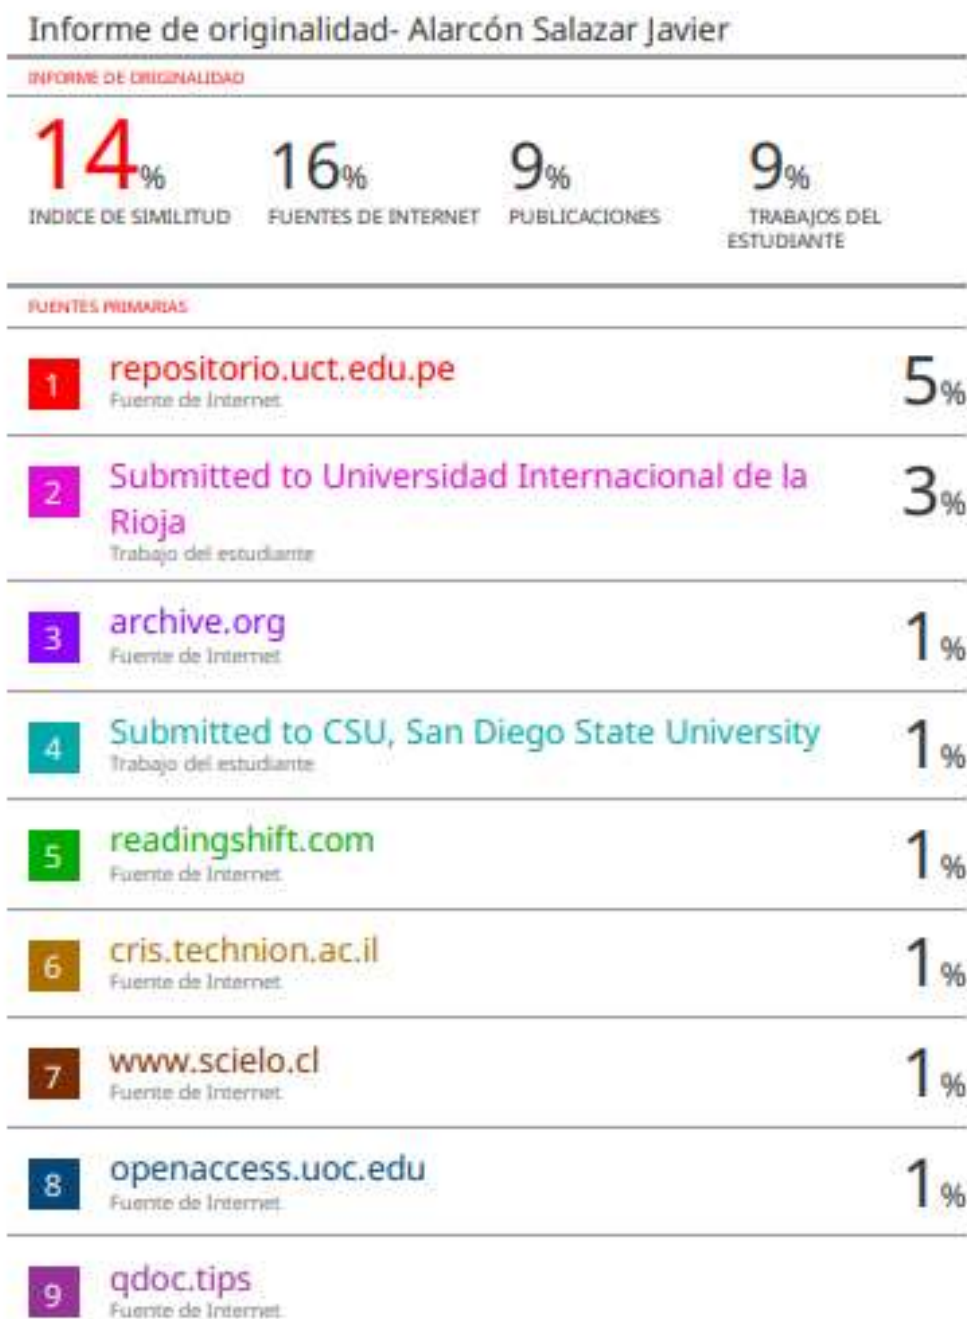 Informe de originalidad- Alarcón Salazar Javier
INFORME DE ORIGINALIDAD
14%
16%
9%
9%
INDICE DE SIMILITUD
FUENTES DE INTERNET
PUBLICACIONES
TRABAJOS DEL
ESTUDIANTE
FUENTES PRIMARIAS
1
repositorio.uct.edu.pe
5%
Fuente de Internet
2
Submitted to Universidad Internacional de la
3%
Rioja
Trabajo del estudiante
3
archive.org
1%
Fuente de Internet
4
Submitted to CSU, San Diego State University
1%
Trabajo del estudiante
5
readingshift.com
1%
Fuente de Internet
6
cris.technion.ac.il
1%
Fuente de Internet
7
www.scielo.cl
1%
Fuente de Internet
8
openaccess.uoc.edu
1%
Fuente de Internet
9
qdoc.tips
Fuente de Internet